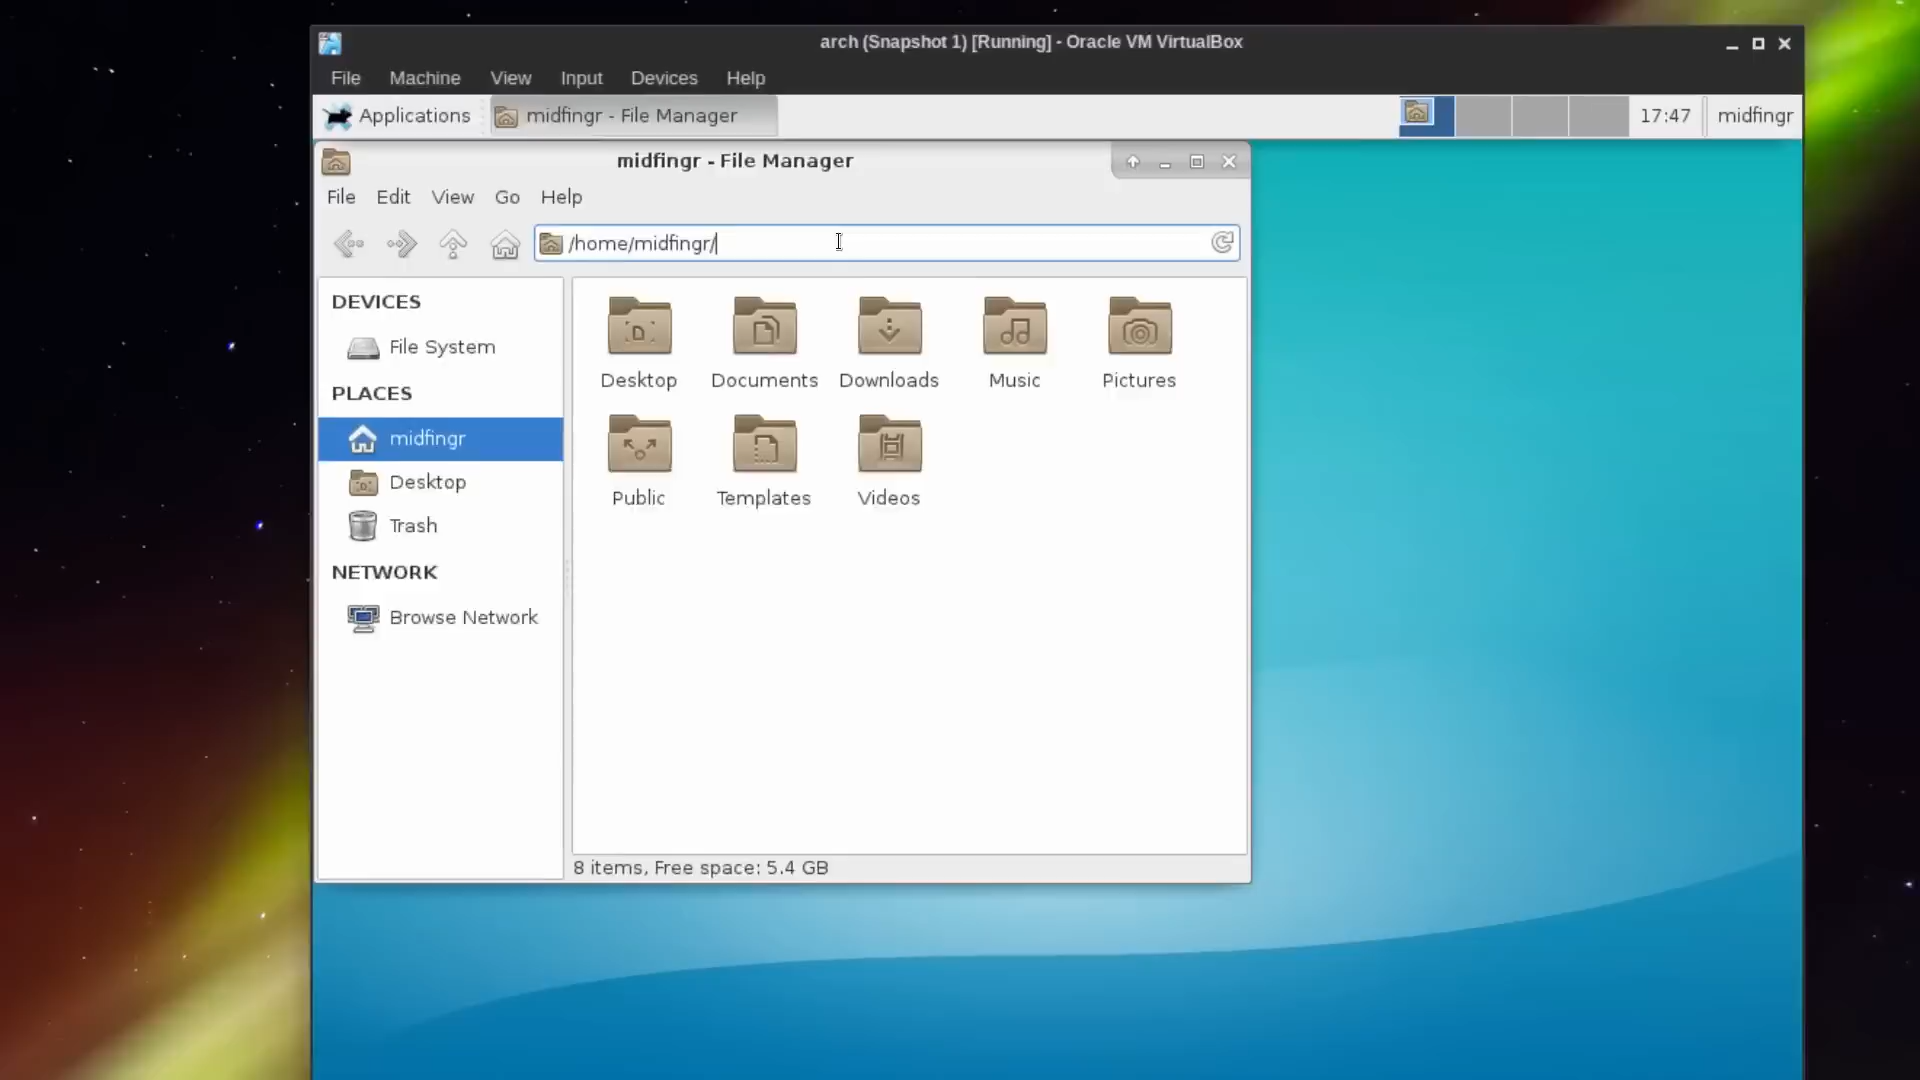 arch (Snapshot 1) [Running] - Oracle VM VirtualBox
File Machine View Input Devices Help
Applications midfingr - File Manager 17:47 midfingr
midfingr - File Manager
File Edit View Go Help
/home/midfingr/
DEVICES
File System
PLACES
midfingr
Desktop
Trash
NETWORK
Browse Network
Desktop Documents Downloads Music Pictures
Public Templates Videos
8 items, Free space: 5.4 GB